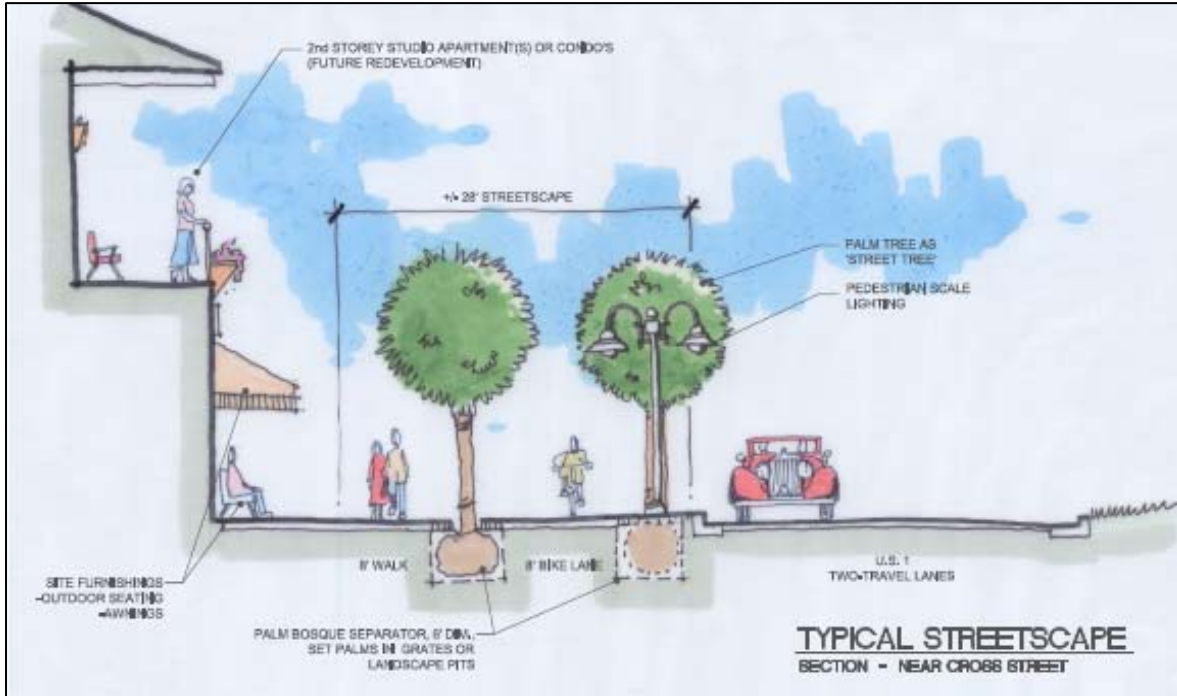 2nd STOREY STUDIO APARTMENT(S) OR CONDO'S
(FUTURE REDEVELOPMENT)
+/- 28' STREETSCAPE
PALM TREE AS
'STREET TREE'
PEDESTRIAN SCALE
LIGHTING
8' WALK
8' BIKE LANE
U.S. 1
TWO-TRAVEL LANES
SITE FURNISHINGS
-OUTDOOR SEATING
-AWNINGS
PALM BOSQUE SEPARATOR, 6' DIM.,
SET PALMS IN GRATES OR
LANDSCAPE PITS
TYPICAL STREETSCAPE
SECTION - NEAR CROSS STREET